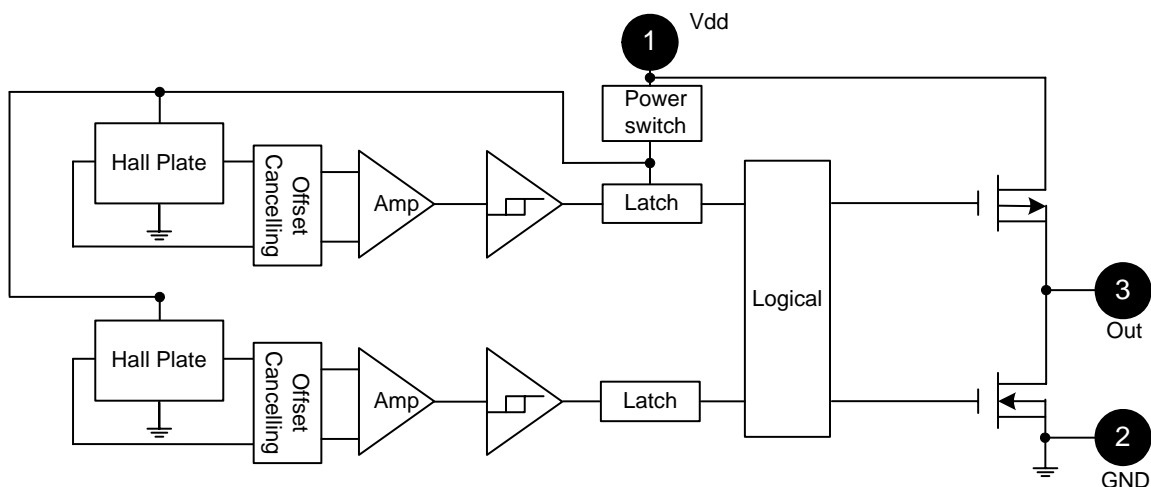 1
Vdd
Power
switch
Hall Plate
Offset
Cancelling
Amp
Latch
Logical
3
Out
Hall Plate
Offset
Cancelling
Amp
Latch
2
GND